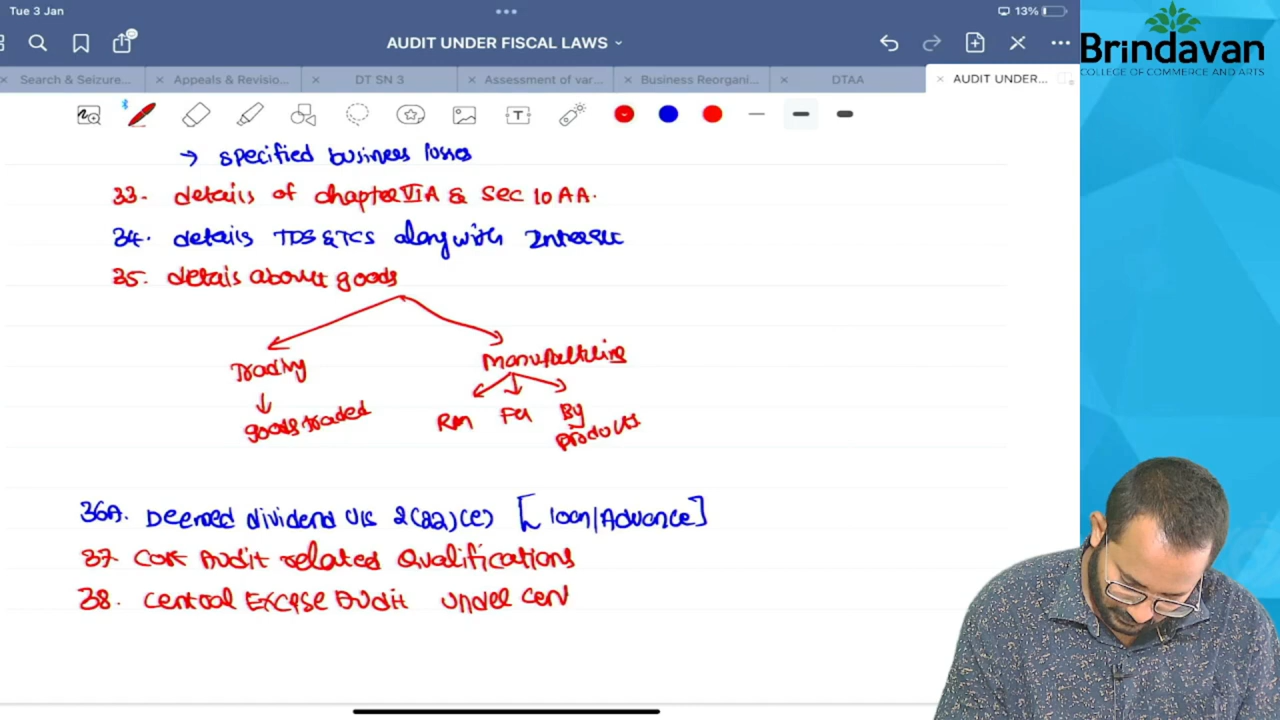 Tue 3 Jan
13%
AUDIT UNDER FISCAL LAWS
Brindavan
COLLEGE OF COMMERCE AND ARTS
Search & Seizure...
Appeals & Revisio...
DT SN 3
Assessment of var...
Business Reorgani...
DTAA
AUDIT UNDER...
→ specified business losses
33. details of chapter VIA & Sec 10AA.
34. details TDS & TCS along with Interest
35. details about goods
Trading
Manufacturing
goods traded
RM FG By
products
36A. Deemed dividend U/s 2(22)(e) [loan/Advance]
37 Cost Audit related Qualifications
38. Central Excise Audit under Cen